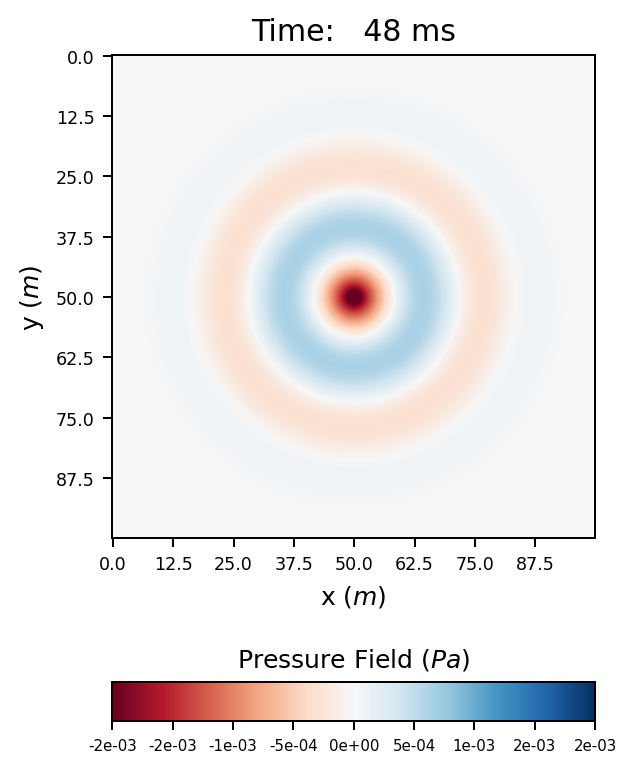 Time:   48 ms
0.0
12.5
25.0
37.5
50.0
62.5
75.0
87.5
y (m)
0.0 12.5 25.0 37.5 50.0 62.5 75.0 87.5
x (m)
Pressure Field (Pa)
-2e-03 -2e-03 -1e-03 -5e-04 0e+00 5e-04 1e-03 2e-03 2e-03